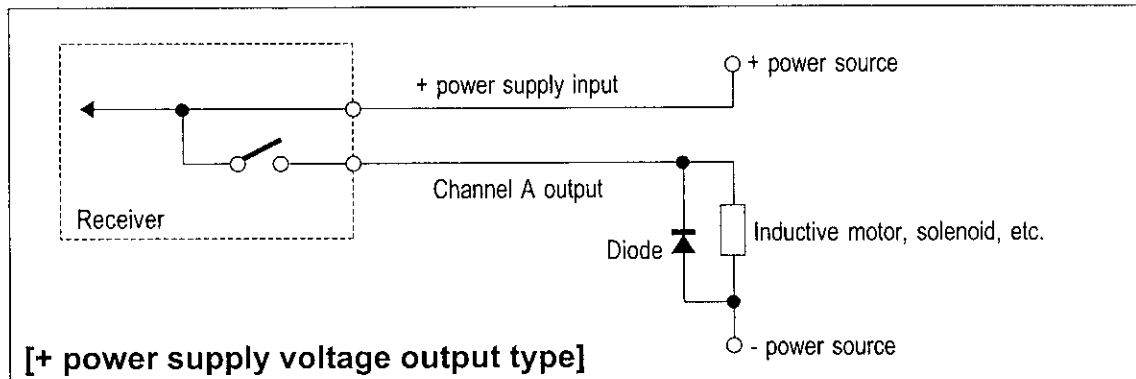 + power source
+ power supply input
Channel A output
Receiver
Inductive motor, solenoid, etc.
Diode
- power source
[+ power supply voltage output type]